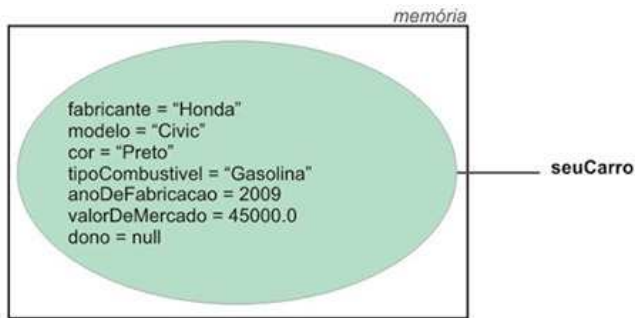 memória
fabricante = “Honda”
modelo = “Civic”
cor = “Preto”
tipoCombustivel = “Gasolina”
anoDeFabricacao = 2009
valorDeMercado = 45000.0
dono = null
seuCarro